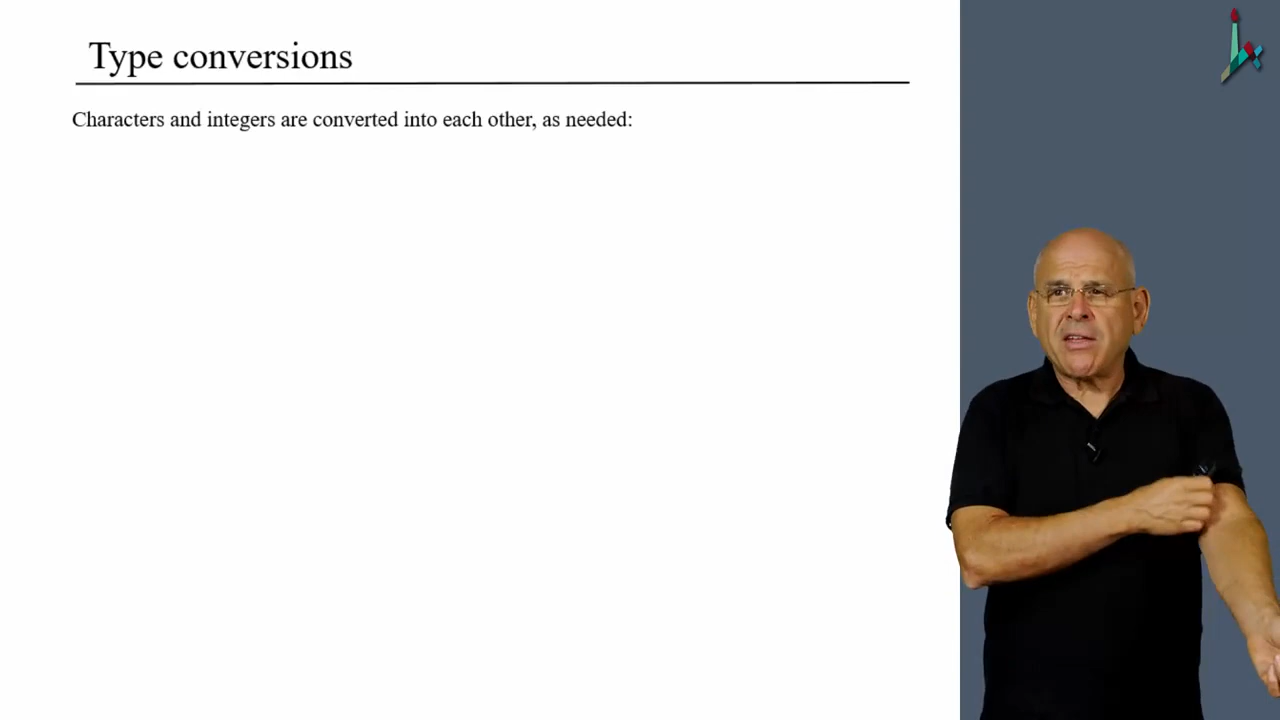 Type conversions
Characters and integers are converted into each other, as needed: